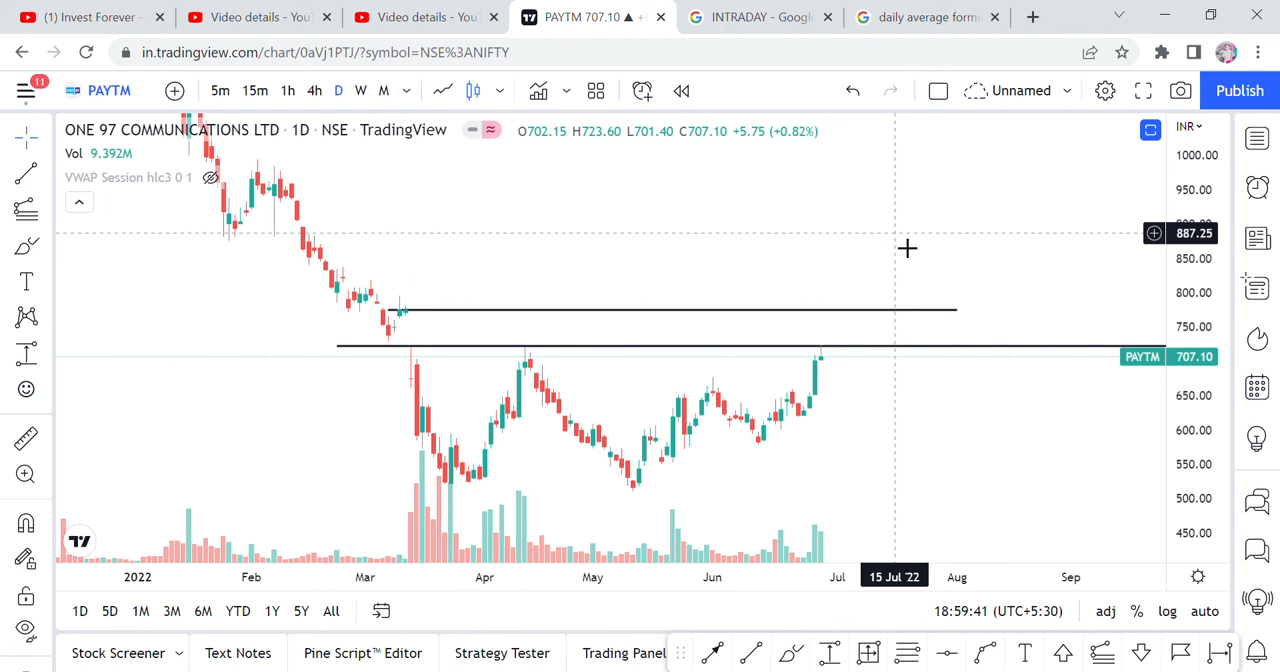 (1) Invest Forever -
Video details - You
Video details - You
PAYTM 707.10 ▲ +
INTRADAY - Google
daily average formu
in.tradingview.com/chart/0aVj1PTJ/?symbol=NSE%3ANIFTY
11
PAYTM
5m 15m 1h 4h D W M
Unnamed
Publish
ONE 97 COMMUNICATIONS LTD · 1D · NSE · TradingView
O702.15 H723.60 L701.40 C707.10 +5.75 (+0.82%)
INR
Vol 9.392M
VWAP Session hlc3 0 1
1000.00
950.00
887.25
850.00
800.00
750.00
PAYTM 707.10
650.00
600.00
550.00
500.00
450.00
2022 Feb Mar Apr May Jun Jul 15 Jul '22 Aug Sep
1D 5D 1M 3M 6M YTD 1Y 5Y All
18:59:41 (UTC+5:30) adj % log auto
Stock Screener Text Notes Pine Script™ Editor Strategy Tester Trading Panel